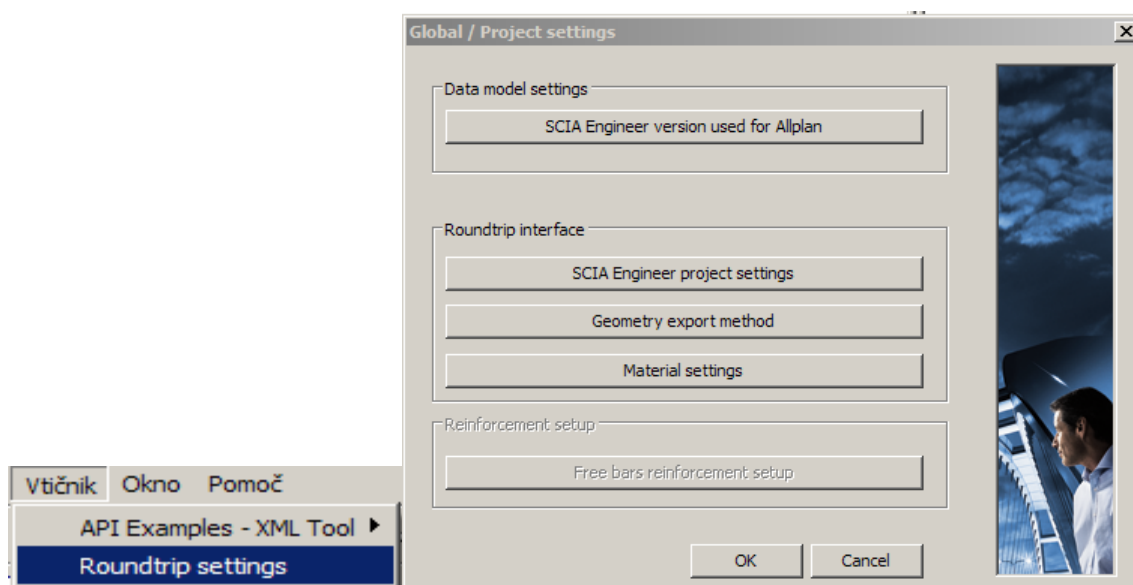 Global / Project settings
Data model settings
SCIA Engineer version used for Allplan
Roundtrip interface
SCIA Engineer project settings
Geometry export method
Material settings
Reinforcement setup
Free bars reinforcement setup
OK Cancel
Vtičnik Okno Pomoč
API Examples - XML Tool
Roundtrip settings